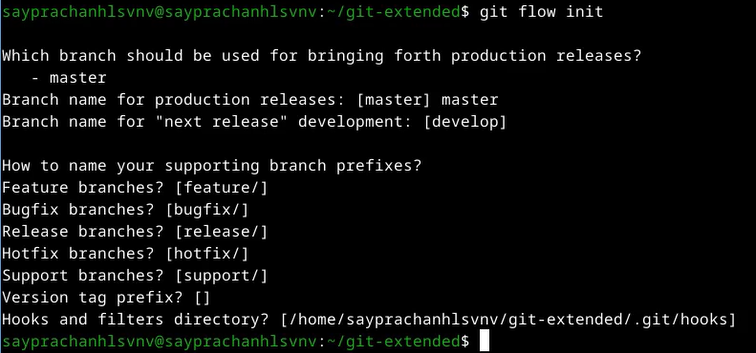 sayprachanhlsvnv@sayprachanhlsvnv:~/git-extended$ git flow init
Which branch should be used for bringing forth production releases?
- master
Branch name for production releases: [master] master
Branch name for "next release" development: [develop]
How to name your supporting branch prefixes?
Feature branches? [feature/]
Bugfix branches? [bugfix/]
Release branches? [release/]
Hotfix branches? [hotfix/]
Support branches? [support/]
Version tag prefix? []
Hooks and filters directory? [/home/sayprachanhlsvnv/git-extended/.git/hooks]
sayprachanhlsvnv@sayprachanhlsvnv:~/git-extended$